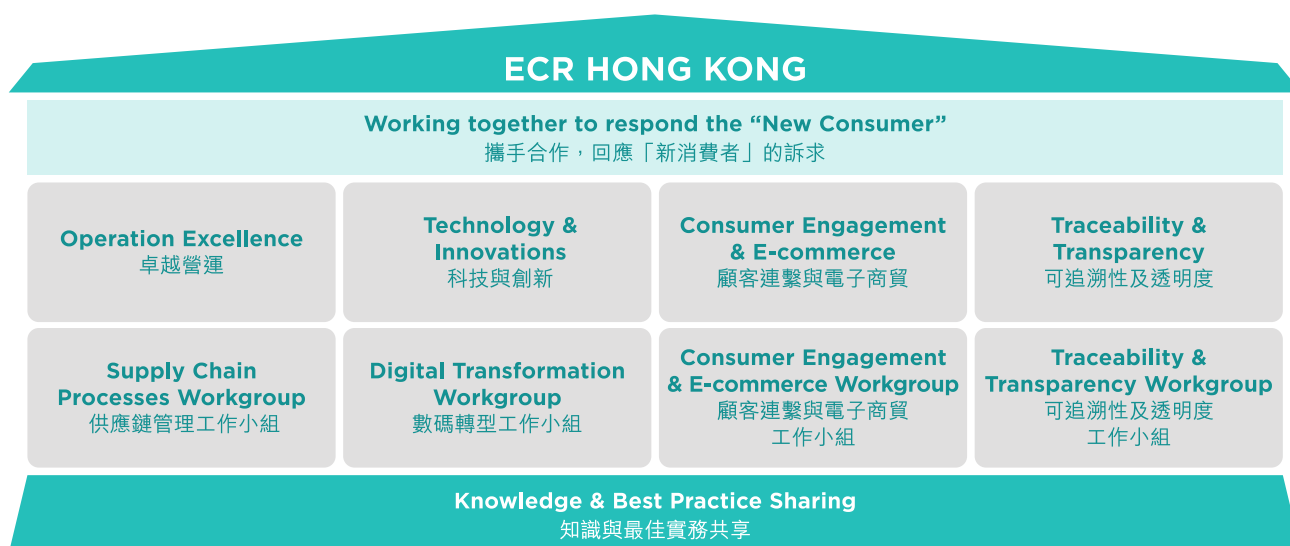 ECR HONG KONG
Working together to respond the “New Consumer”
攜手合作，回應「新消費者」的訴求
Operation Excellence
卓越營運
Technology &
Innovations
科技與創新
Consumer Engagement
& E-commerce
顧客連繫與電子商貿
Traceability &
Transparency
可追溯性及透明度
Supply Chain
Processes Workgroup
供應鏈管理工作小組
Digital Transformation
Workgroup
數碼轉型工作小組
Consumer Engagement
& E-commerce Workgroup
顧客連繫與電子商貿
工作小組
Traceability &
Transparency Workgroup
可追溯性及透明度
工作小組
Knowledge & Best Practice Sharing
知識與最佳實務共享